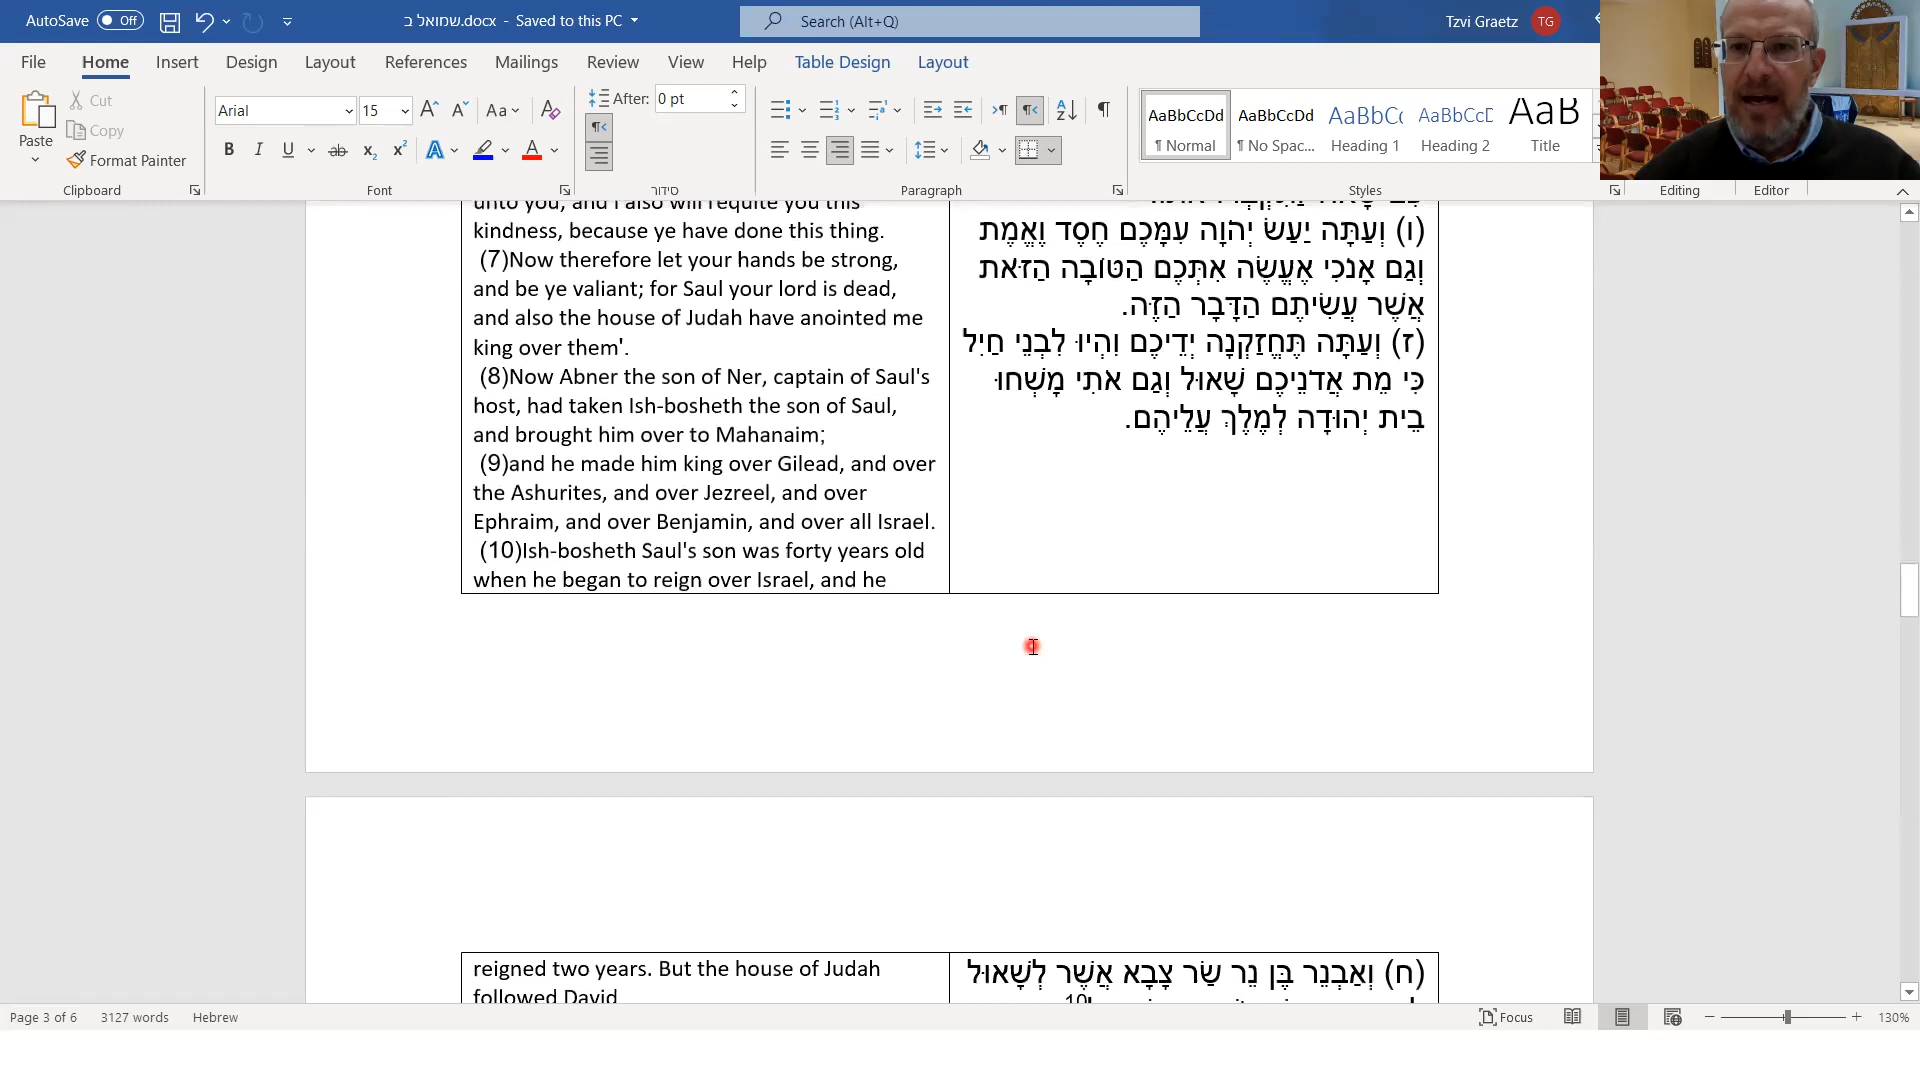 AutoSave Off שמואל ב.docx - Saved to this PC Search (Alt+Q) Tzvi Graetz TG
File Home Insert Design Layout References Mailings Review View Help Table Design Layout
Paste Cut Copy Format Painter
Arial 15 After: 0 pt
AaBbCcDd AaBbCcDd AaBbCc AaBbCcD AaB
¶ Normal ¶ No Spac... Heading 1 Heading 2 Title
Clipboard Font סידור Paragraph Styles Editing Editor
unto you, and I also will requite you this
kindness, because ye have done this thing.
(7)Now therefore let your hands be strong,
and be ye valiant; for Saul your lord is dead,
and also the house of Judah have anointed me
king over them'.
(8)Now Abner the son of Ner, captain of Saul's
host, had taken Ish-bosheth the son of Saul,
and brought him over to Mahanaim;
(9)and he made him king over Gilead, and over
the Ashurites, and over Jezreel, and over
Ephraim, and over Benjamin, and over all Israel.
(10)Ish-bosheth Saul's son was forty years old
when he began to reign over Israel, and he
(ו) וְעַתָּה יַעַשׂ יְהוָה עִמָּכֶם חֶסֶד וֶאֱמֶת
וְגַם אָנֹכִי אֶעֱשֶׂה אִתְּכֶם הַטּוֹבָה הַזֹּאת
אֲשֶׁר עֲשִׂיתֶם הַדָּבָר הַזֶּה.
(ז) וְעַתָּה תֶּחֱזַקְנָה יְדֵיכֶם וִהְיוּ לִבְנֵי חַיִל
כִּי מֵת אֲדֹנֵיכֶם שָׁאוּל וְגַם אֹתִי מָשְׁחוּ
בֵית יְהוּדָה לְמֶלֶךְ עֲלֵיהֶם.
reigned two years. But the house of Judah
followed David
(ח) וְאַבְנֵר בֶּן נֵר שַׂר צָבָא אֲשֶׁר לְשָׁאוּל
10
Page 3 of 6 3127 words Hebrew Focus 130%